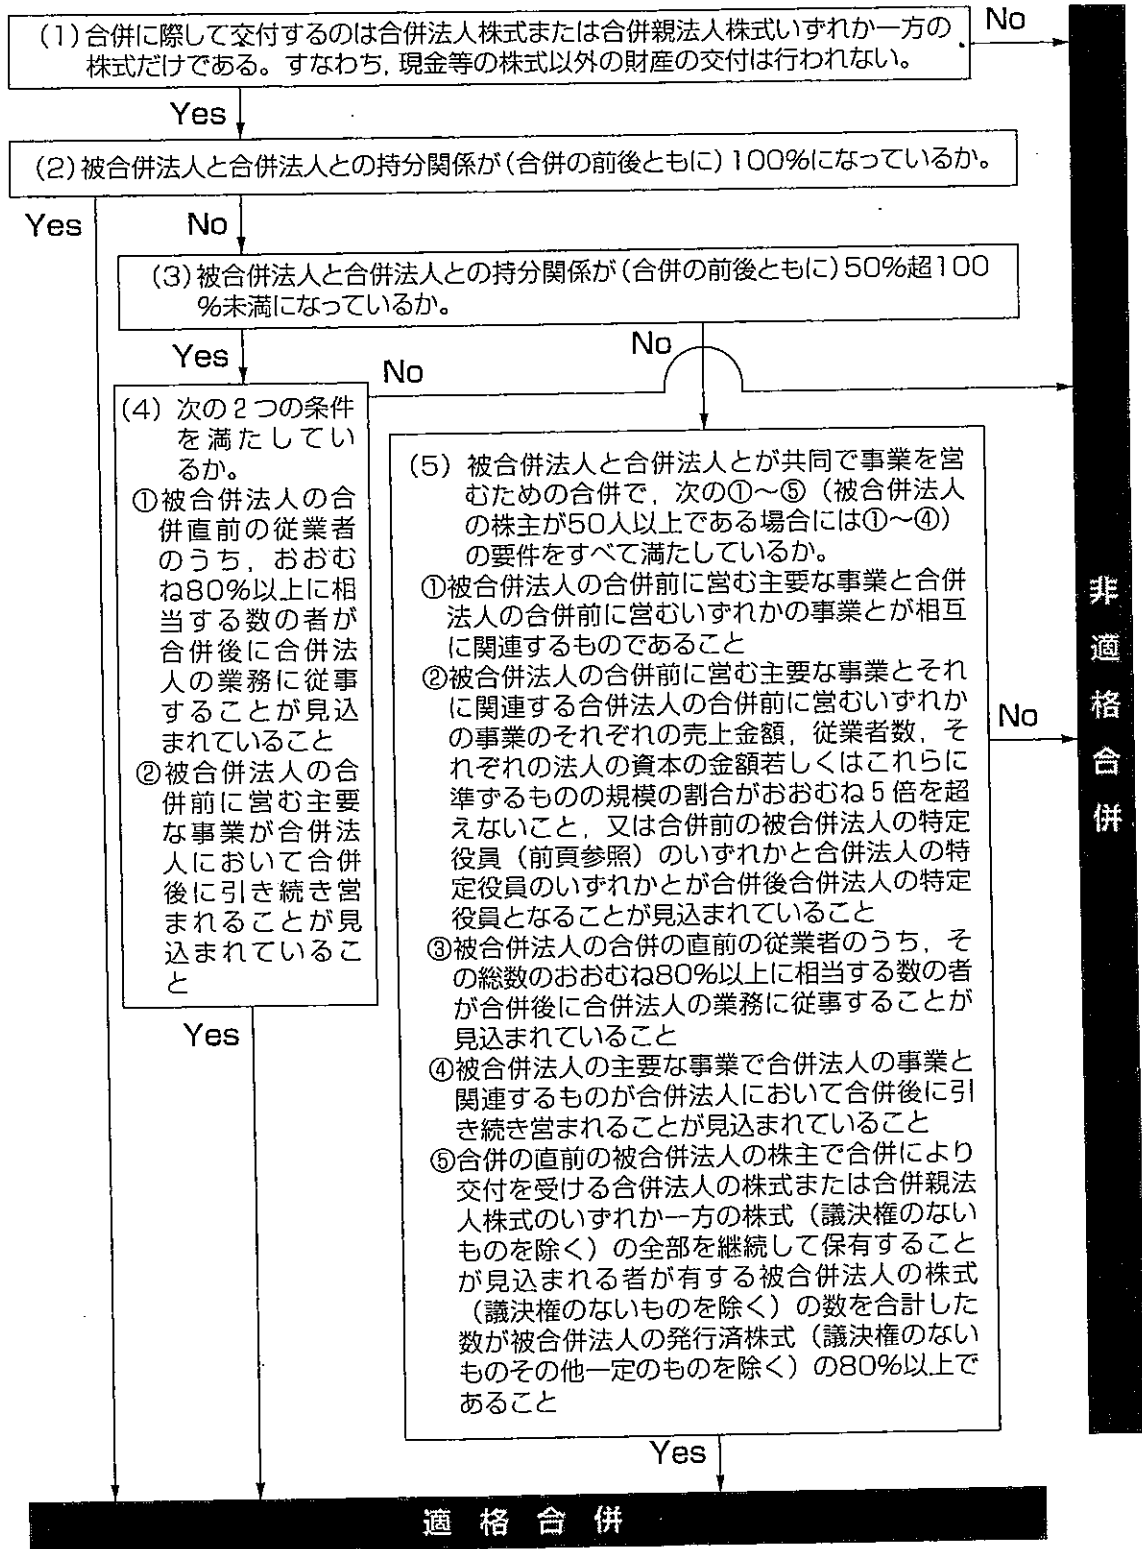 (1)合併に際して交付するのは合併法人株式または合併親法人株式いずれか一方の
株式だけである。すなわち,現金等の株式以外の財産の交付は行われない。
No
Yes
(2)被合併法人と合併法人との持分関係が(合併の前後ともに)100%になっているか。
Yes
No
(3)被合併法人と合併法人との持分関係が(合併の前後ともに)50%超100
%未満になっているか。
Yes
No
No
(4) 次の2つの条件
を満たしてい
るか。
①被合併法人の合
併直前の従業者
のうち,おおむ
ね80%以上に相
当する数の者が
合併後に合併法
人の業務に従事
することが見込
まれていること
②被合併法人の合
併前に営む主要
な事業が合併法
人において合併
後に引き続き営
まれることが見
込まれているこ
と
Yes
(5) 被合併法人と合併法人とが共同で事業を営
むための合併で,次の①~⑤(被合併法人
の株主が50人以上である場合には①~④)
の要件をすべて満たしているか。
①被合併法人の合併前に営む主要な事業と合併
法人の合併前に営むいずれかの事業とが相互
に関連するものであること
②被合併法人の合併前に営む主要な事業とそれ
に関連する合併法人の合併前に営むいずれか
の事業のそれぞれの売上金額,従業者数,そ
れぞれの法人の資本の金額若しくはこれらに
準ずるものの規模の割合がおおむね5倍を超
えないこと,又は合併前の被合併法人の特定
役員(前頁参照)のいずれかと合併法人の特
定役員のいずれかとが合併後合併法人の特定
役員となることが見込まれていること
③被合併法人の合併の直前の従業者のうち,そ
の総数のおおむね80%以上に相当する数の者
が合併後に合併法人の業務に従事することが
見込まれていること
④被合併法人の主要な事業で合併法人の事業と
関連するものが合併法人において合併後に引
き続き営まれることが見込まれていること
⑤合併の直前の被合併法人の株主で合併により
交付を受ける合併法人の株式または合併親法
人株式のいずれか一方の株式(議決権のない
ものを除く)の全部を継続して保有すること
が見込まれる者が有する被合併法人の株式
(議決権のないものを除く)の数を合計した
数が被合併法人の発行済株式(議決権のない
ものその他一定のものを除く)の80%以上で
あること
No
Yes
非適格合併
適格合併